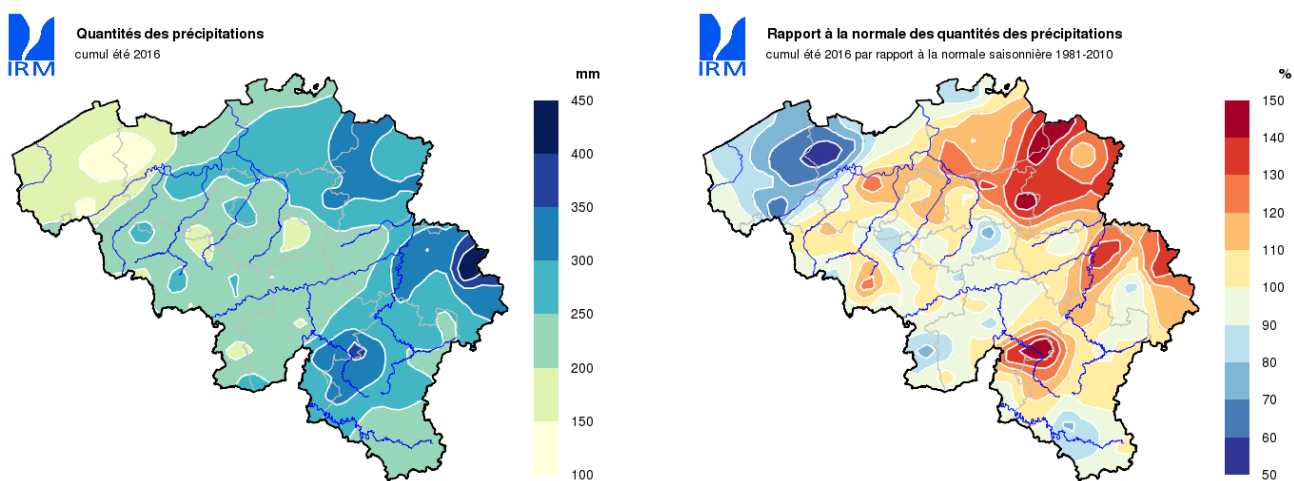 IRM
Quantités des précipitations
cumul été 2016
mm
450
400
350
300
250
200
150
100
IRM
Rapport à la normale des quantités des précipitations
cumul été 2016 par rapport à la normale saisonnière 1981-2010
%
150
140
130
120
110
100
90
80
70
60
50